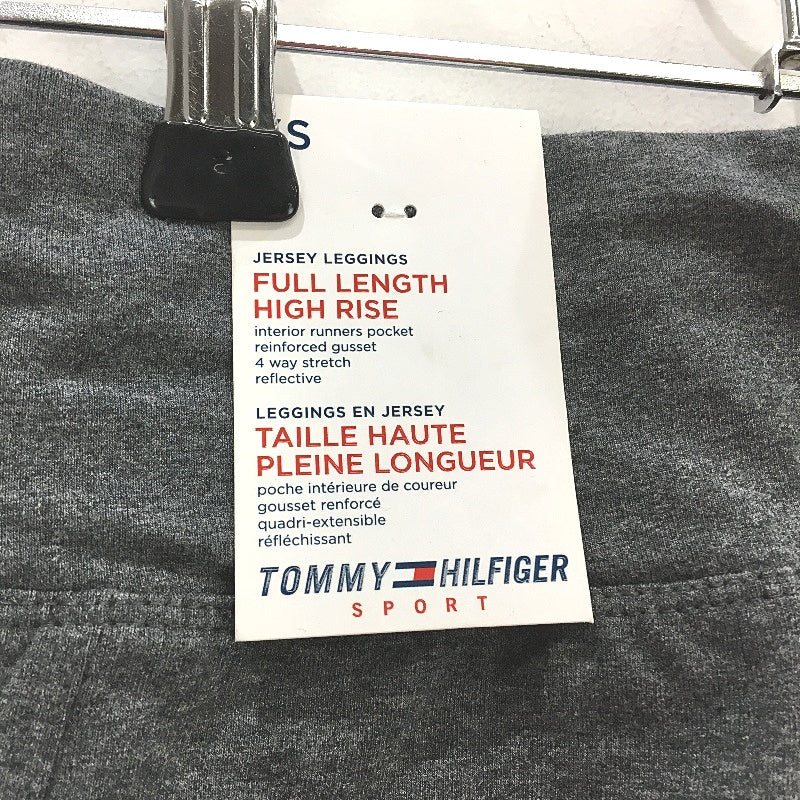 JERSEY LEGGINGS
FULL LENGTH
HIGH RISE
interior runners pocket
reinforced gusset
4 way stretch
reflective
LEGGINGS EN JERSEY
TAILLE HAUTE
PLEINE LONGUEUR
poche intérieure de coureur
gousset renforcé
quadri-extensible
réfléchissant
TOMMY HILFIGER
SPORT